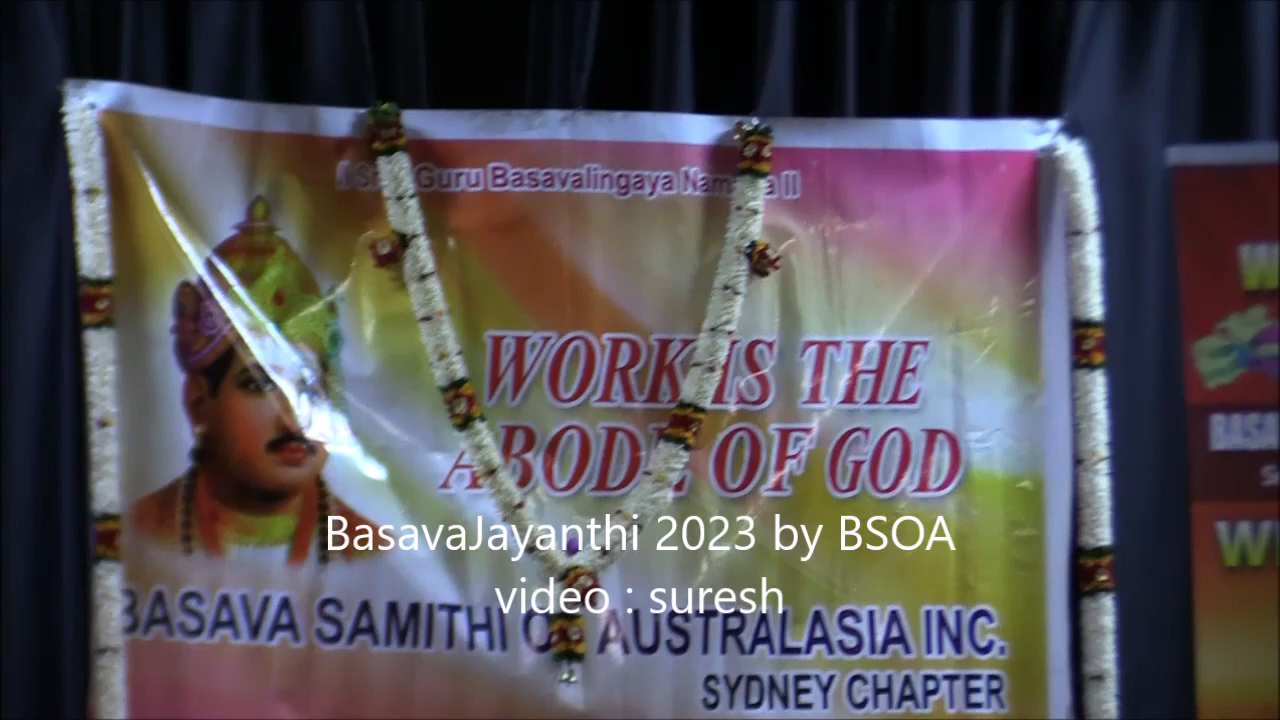 Guru Basavalingaya
WORK IS THE
ABODE OF GOD
BasavaJayanthi 2023 by BSOA
video : suresh
BASAVA SAMITHI OF AUSTRALASIA INC.
SYDNEY CHAPTER